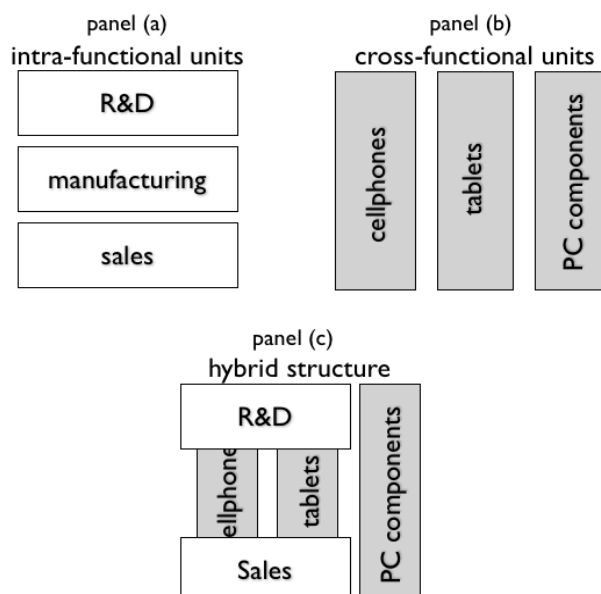 panel (a)
intra-functional units
R&D
manufacturing
sales
panel (b)
cross-functional units
cellphones
tablets
PC components
panel (c)
hybrid structure
R&D
ellphone
tablets
Sales
PC components